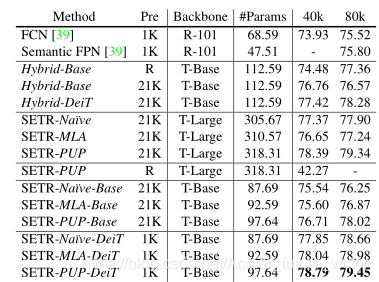 Method Pre Backbone #Params 40k 80k
FCN [39] 1K R-101 68.59 73.93 75.52
Semantic FPN [39] 1K R-101 47.51 - 75.80
Hybrid-Base R T-Base 112.59 74.48 77.36
Hybrid-Base 21K T-Base 112.59 76.76 76.57
Hybrid-DeiT 21K T-Base 112.59 77.42 78.28
SETR-Naïve 21K T-Large 305.67 77.37 77.90
SETR-MLA 21K T-Large 310.57 76.65 77.24
SETR-PUP 21K T-Large 318.31 78.39 79.34
SETR-PUP R T-Large 318.31 42.27 -
SETR-Naïve-Base 21K T-Base 87.69 75.54 76.25
SETR-MLA-Base 21K T-Base 92.59 75.60 76.87
SETR-PUP-Base 21K T-Base 97.64 76.71 78.02
SETR-Naïve-DeiT 1K T-Base 87.69 77.85 78.66
SETR-MLA-DeiT 1K T-Base 92.59 78.04 78.98
SETR-PUP-DeiT 1K T-Base 97.64 78.79 79.45